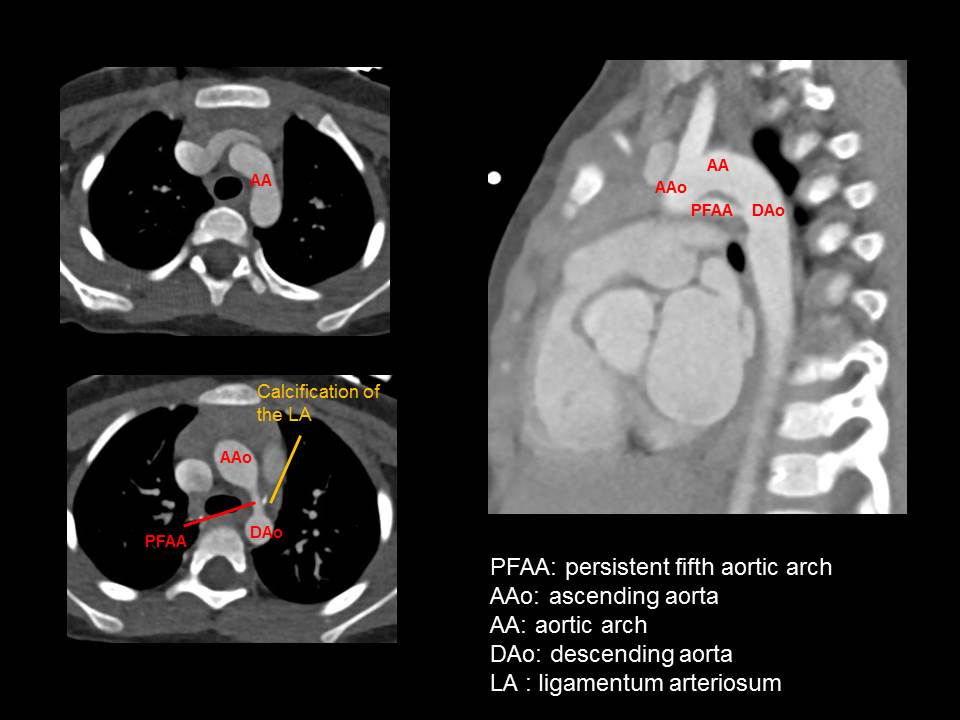 AA
Calcification of
the LA
AAo
PFAA
DAo
AA
AAo
PFAA
DAo
PFAA: persistent fifth aortic arch
AAo: ascending aorta
AA: aortic arch
DAo: descending aorta
LA : ligamentum arteriosum